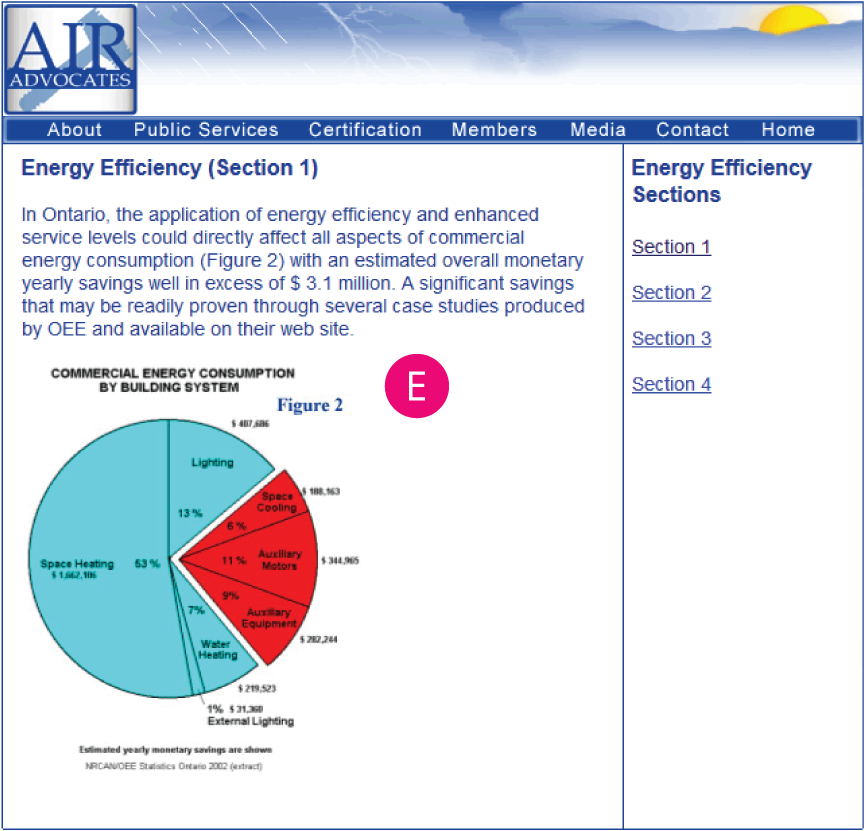 AIR
ADVOCATES
About Public Services Certification Members Media Contact Home
Energy Efficiency (Section 1)
In Ontario, the application of energy efficiency and enhanced
service levels could directly affect all aspects of commercial
energy consumption (Figure 2) with an estimated overall monetary
yearly savings well in excess of $ 3.1 million. A significant savings
that may be readily proven through several case studies produced
by OEE and available on their web site.
COMMERCIAL ENERGY CONSUMPTION
BY BUILDING SYSTEM
E
Figure 2
$ 407,686
Lighting
13 %
$ 188,163
Space
Cooling
6 %
11 %
Auxiliary
Motors
$ 344,965
9%
Auxiliary
Equipment
$ 282,244
Space Heating
$ 1,662,106
53 %
7%
Water
Heating
$ 219,523
1% $ 31,360
External Lighting
Estimated yearly monetary savings are shown
NRCAN/OEE Statistics Ontario 2002 (extract)
Energy Efficiency
Sections
Section 1
Section 2
Section 3
Section 4